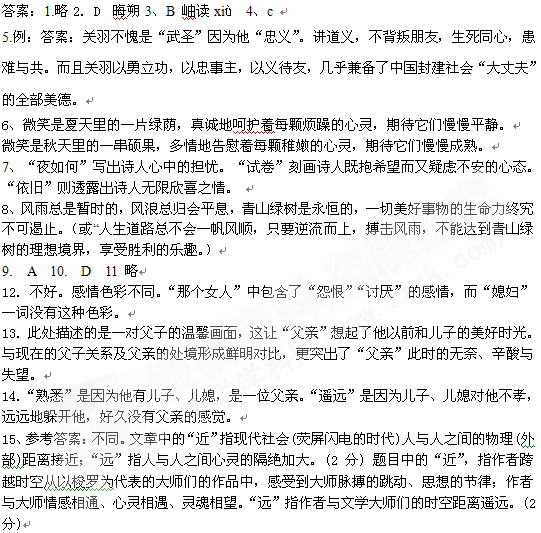 答案：1.略 2．D 晦朔 3、B 岫读 xiù 4、c
5.例：答案：关羽不愧是“武圣”因为他“忠义”。讲道义，不背叛朋友，生死同心，患
难与共。而且关羽以勇立功，以忠事主，以义待友，几乎兼备了中国封建社会“大丈夫”
的全部美德。
6、微笑是夏天里的一片绿荫，真诚地呵护着每颗烦躁的心灵，期待它们慢慢平静。
微笑是秋天里的一串硕果，多情地告慰着每颗稚嫩的心灵，期待它们慢慢成熟。
7、“夜如何”写出诗人心中的担忧。“试卷”刻画诗人既抱希望而又疑虑不安的心态。
“依旧”则透露出诗人无限欣喜之情。
8、风雨总是暂时的，风浪总归会平息，青山绿树是永恒的，一切美好事物的生命力终究
不可遏止。（或“人生道路总不会一帆风顺，只要逆流而上，搏击风雨，不能达到青山绿
树的理想境界，享受胜利的乐趣。）
9. A 10. D 11 略
12．不好。感情色彩不同。“那个女人”中包含了“怨恨”“讨厌”的感情，而“媳妇”
一词没有这种色彩。
13．此处描述的是一对父子的温馨画面，这让“父亲”想起了他以前和儿子的美好时光。
与现在的父子关系及父亲的处境形成鲜明对比，更突出了“父亲”此时的无奈、辛酸与
失望。
14．“熟悉”是因为他有儿子、儿媳，是一位父亲。“遥远”是因为儿子、儿媳对他不孝，
远远地躲开他，好久没有父亲的感觉。
15、参考答案：不同。文章中的“近”指现代社会(荧屏闪电的时代)人与人之间的物理(外
部)距离接近；“远”指人与人之间心灵的隔绝加大。(2 分) 题目中的“近”，指作者跨
越时空从以梭罗为代表的大师们的作品中，感受到大师脉搏的跳动、思想的节律；作者
与大师情感相通、心灵相遇、灵魂相望。“远”指作者与文学大师们的时空距离遥远。(2
分)